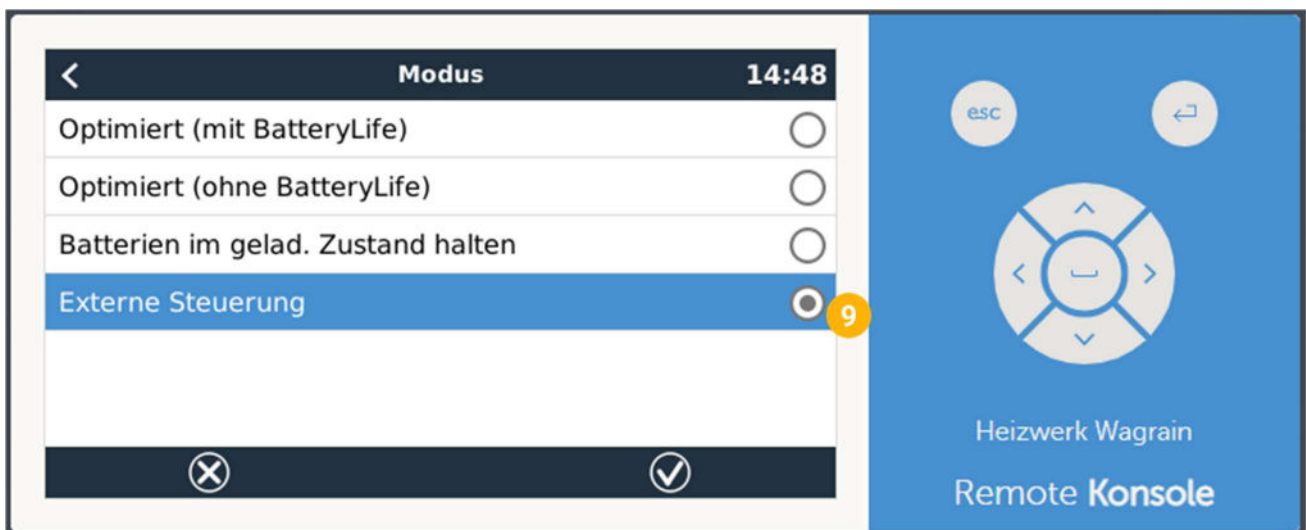 Modus 14:48
Optimiert (mit BatteryLife)
Optimiert (ohne BatteryLife)
Batterien im gelad. Zustand halten
Externe Steuerung
9
esc
Heizwerk Wagrain
Remote Konsole